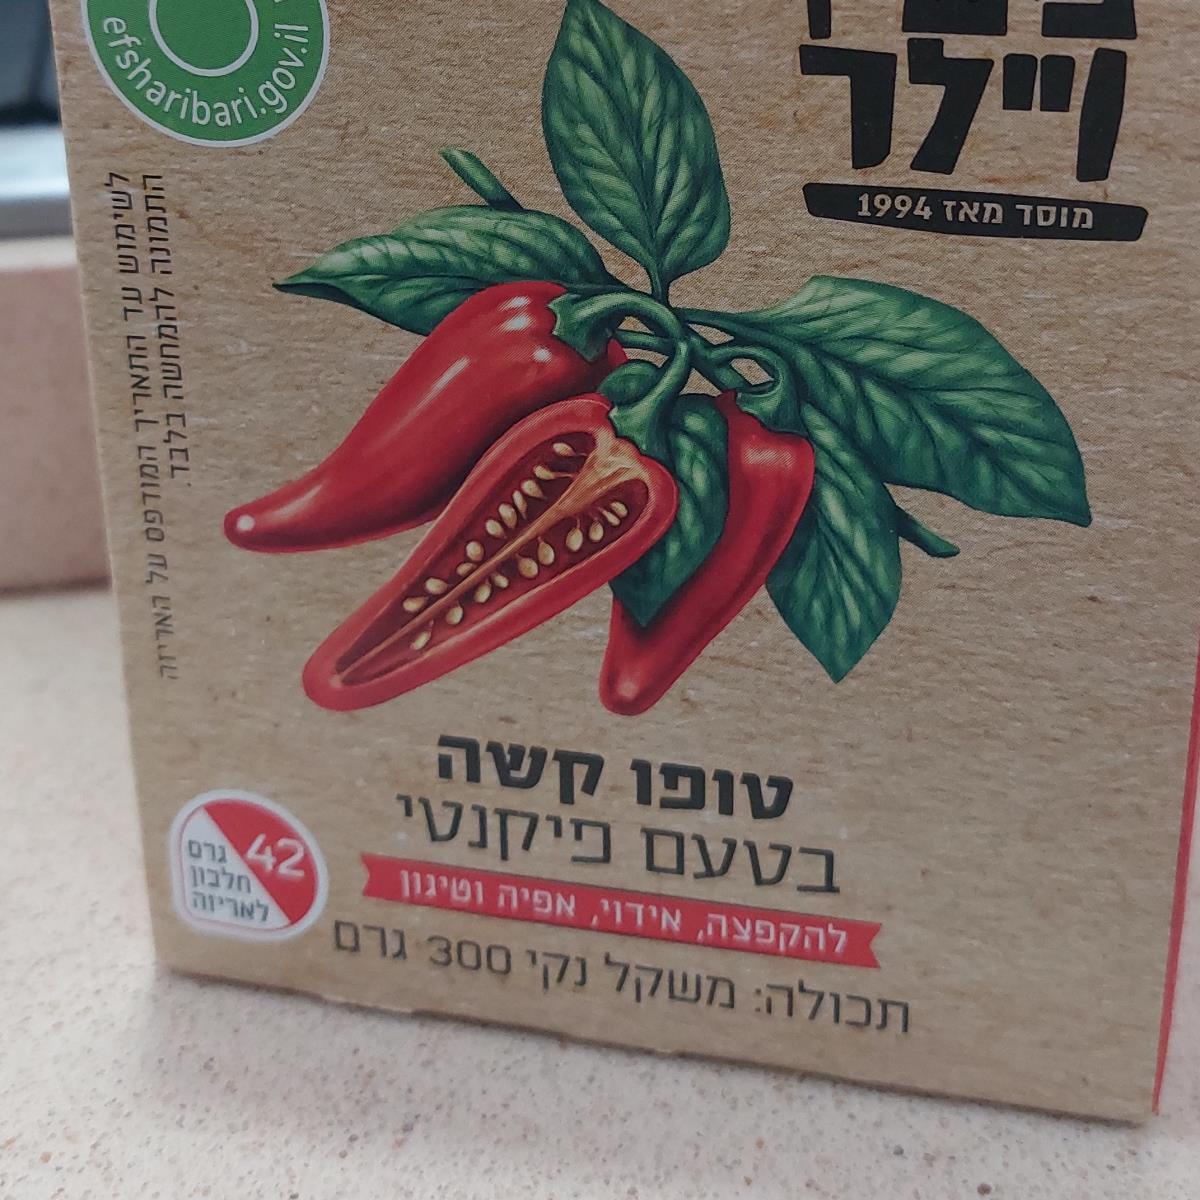 efsharibari.gov.il
וויילר
מוסד מאז 1994
התמונה להמחשה בלבד.
לשימוש עד התאריך המודפס על האריזה
טופו קשה
בטעם פיקנטי
להקפצה, אידוי, אפיה וטיגון
42
גרם
חלבון
לאריזה
תכולה: משקל נקי 300 גרם